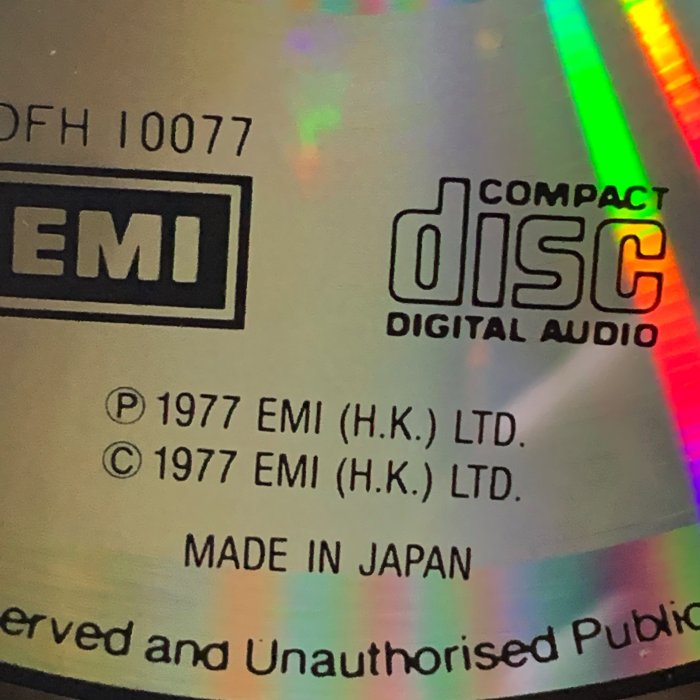 DFH 10077
EMI
COMPACT
disc
DIGITAL AUDIO
℗ 1977 EMI (H.K.) LTD.
© 1977 EMI (H.K.) LTD.
MADE IN JAPAN
erved and Unauthorised Public